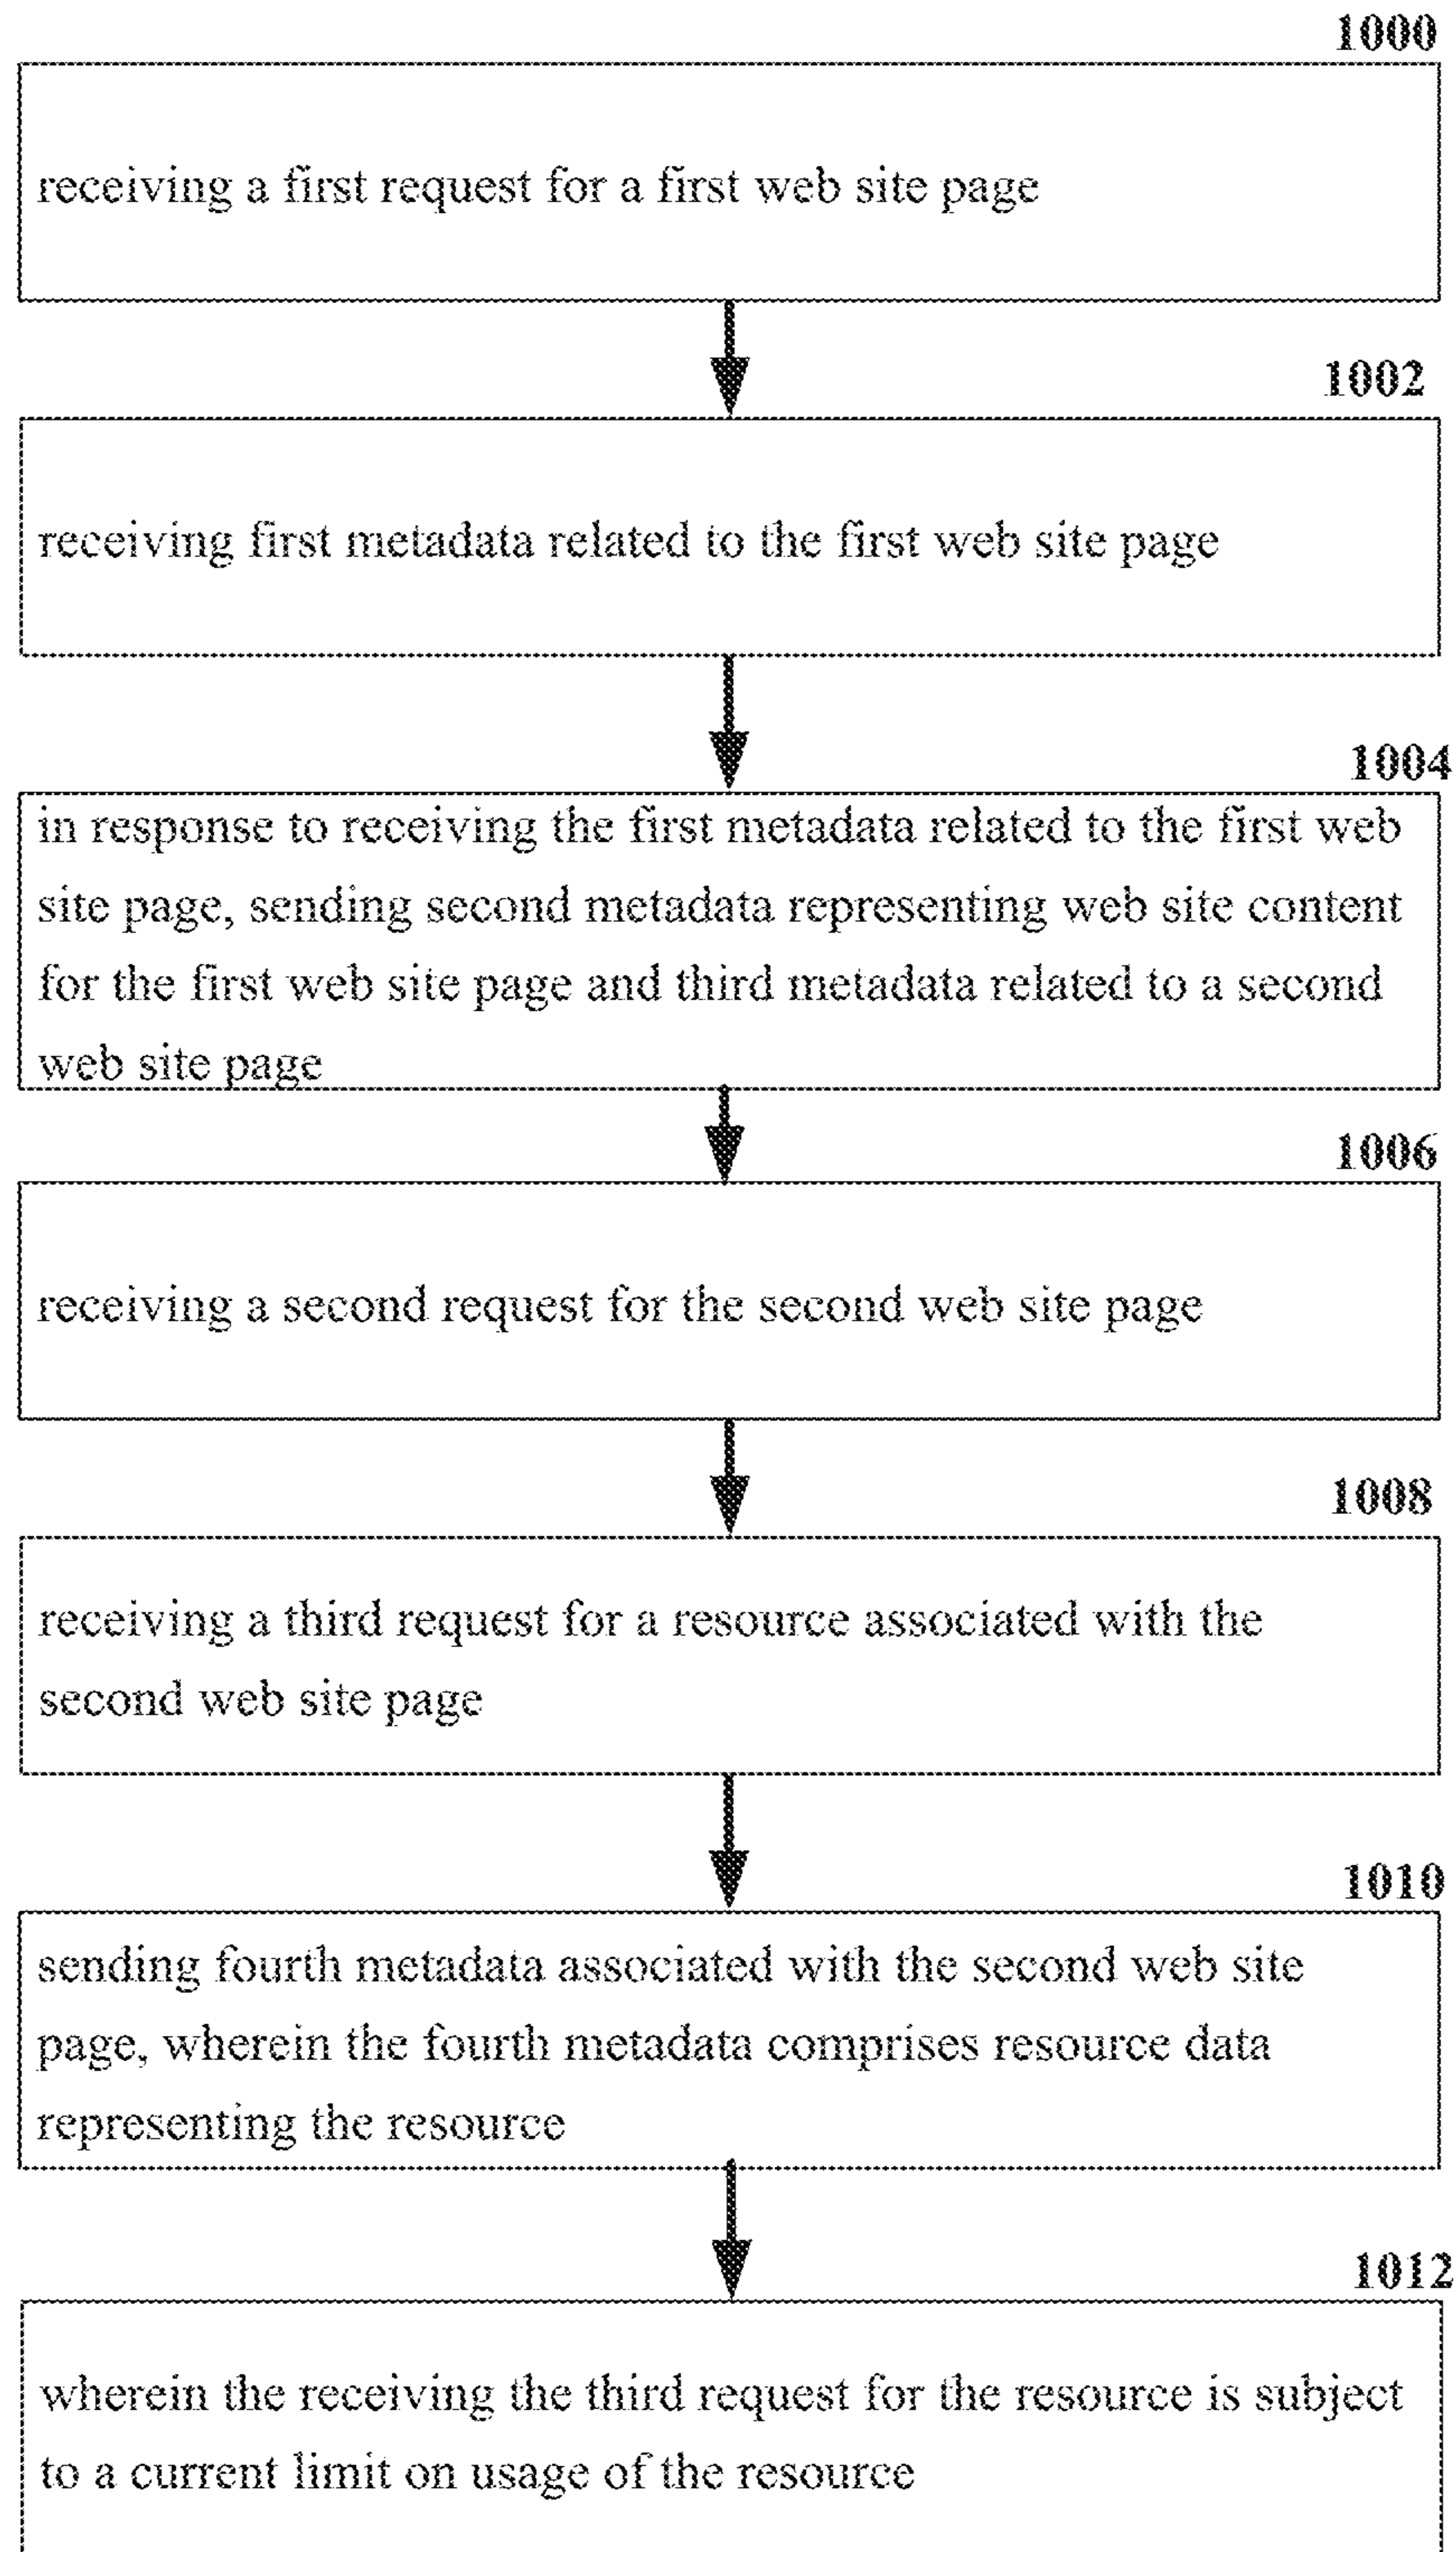 1000
receiving a first request for a first web site page
1002
receiving first metadata related to the first web site page
1004
in response to receiving the first metadata related to the first web
site page, sending second metadata representing web site content
for the first web site page and third metadata related to a second
web site page
1006
receiving a second request for the second web site page
1008
receiving a third request for a resource associated with the
second web site page
1010
sending fourth metadata associated with the second web site
page, wherein the fourth metadata comprises resource data
representing the resource
1012
wherein the receiving the third request for the resource is subject
to a current limit on usage of the resource